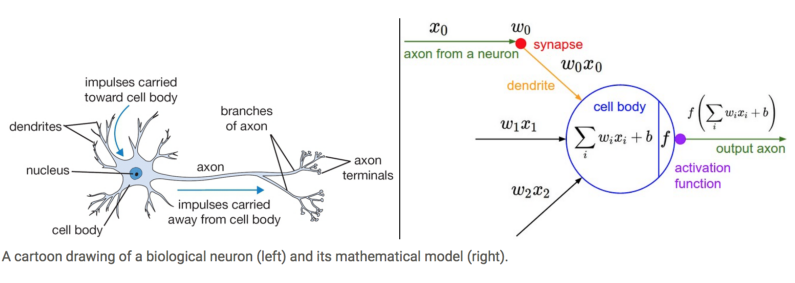 impulses carried
toward cell body
dendrites
nucleus
cell body
branches
of axon
axon
axon
terminals
impulses carried
away from cell body
x₀
w₀
axon from a neuron
synapse
w₀x₀
dendrite
cell body
w₁x₁
∑ᵢ wᵢxᵢ + b
f
f(∑ᵢ wᵢxᵢ + b)
output axon
activation
function
w₂x₂
A cartoon drawing of a biological neuron (left) and its mathematical model (right).